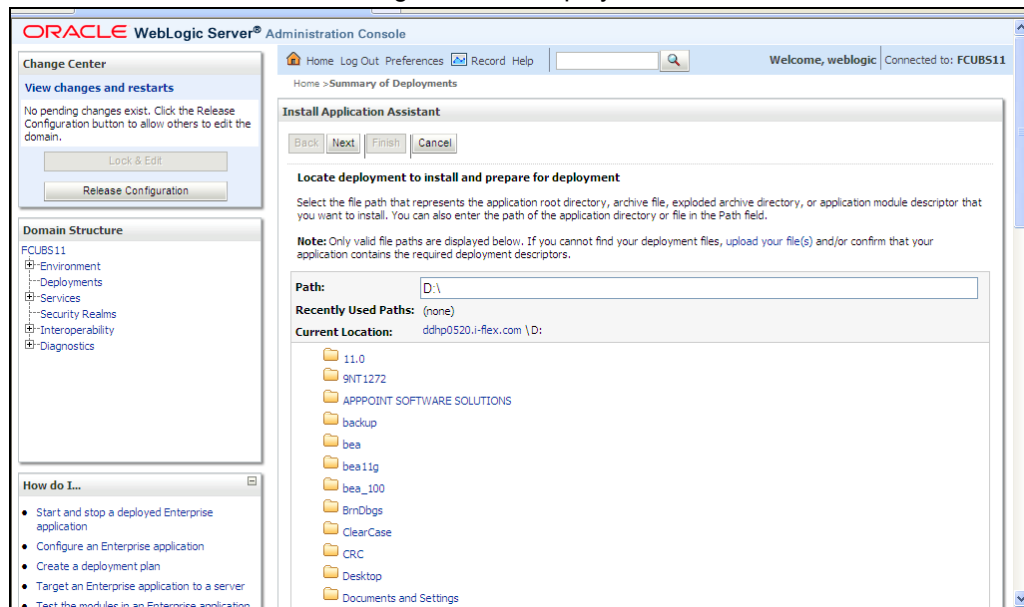 ORACLE WebLogic Server® Administration Console
Change Center
View changes and restarts
No pending changes exist. Click the Release
Configuration button to allow others to edit the
domain.
Lock & Edit
Release Configuration
Domain Structure
FCUBS11
Environment
Deployments
Services
Security Realms
Interoperability
Diagnostics
How do I...
Start and stop a deployed Enterprise
application
Configure an Enterprise application
Create a deployment plan
Target an Enterprise application to a server
Test the modules in an Enterprise application
Home Log Out Preferences Record Help
Welcome, weblogic Connected to: FCUBS11
Home >Summary of Deployments
Install Application Assistant
Back Next Finish Cancel
Locate deployment to install and prepare for deployment
Select the file path that represents the application root directory, archive file, exploded archive directory, or application module descriptor that
you want to install. You can also enter the path of the application directory or file in the Path field.
Note: Only valid file paths are displayed below. If you cannot find your deployment files, upload your file(s) and/or confirm that your
application contains the required deployment descriptors.
Path: D:\
Recently Used Paths: (none)
Current Location: ddhp0520.i-flex.com \D:
11.0
9NT1272
APPPOINT SOFTWARE SOLUTIONS
backup
bea
bea11g
bea_100
BrnDbgs
ClearCase
CRC
Desktop
Documents and Settings